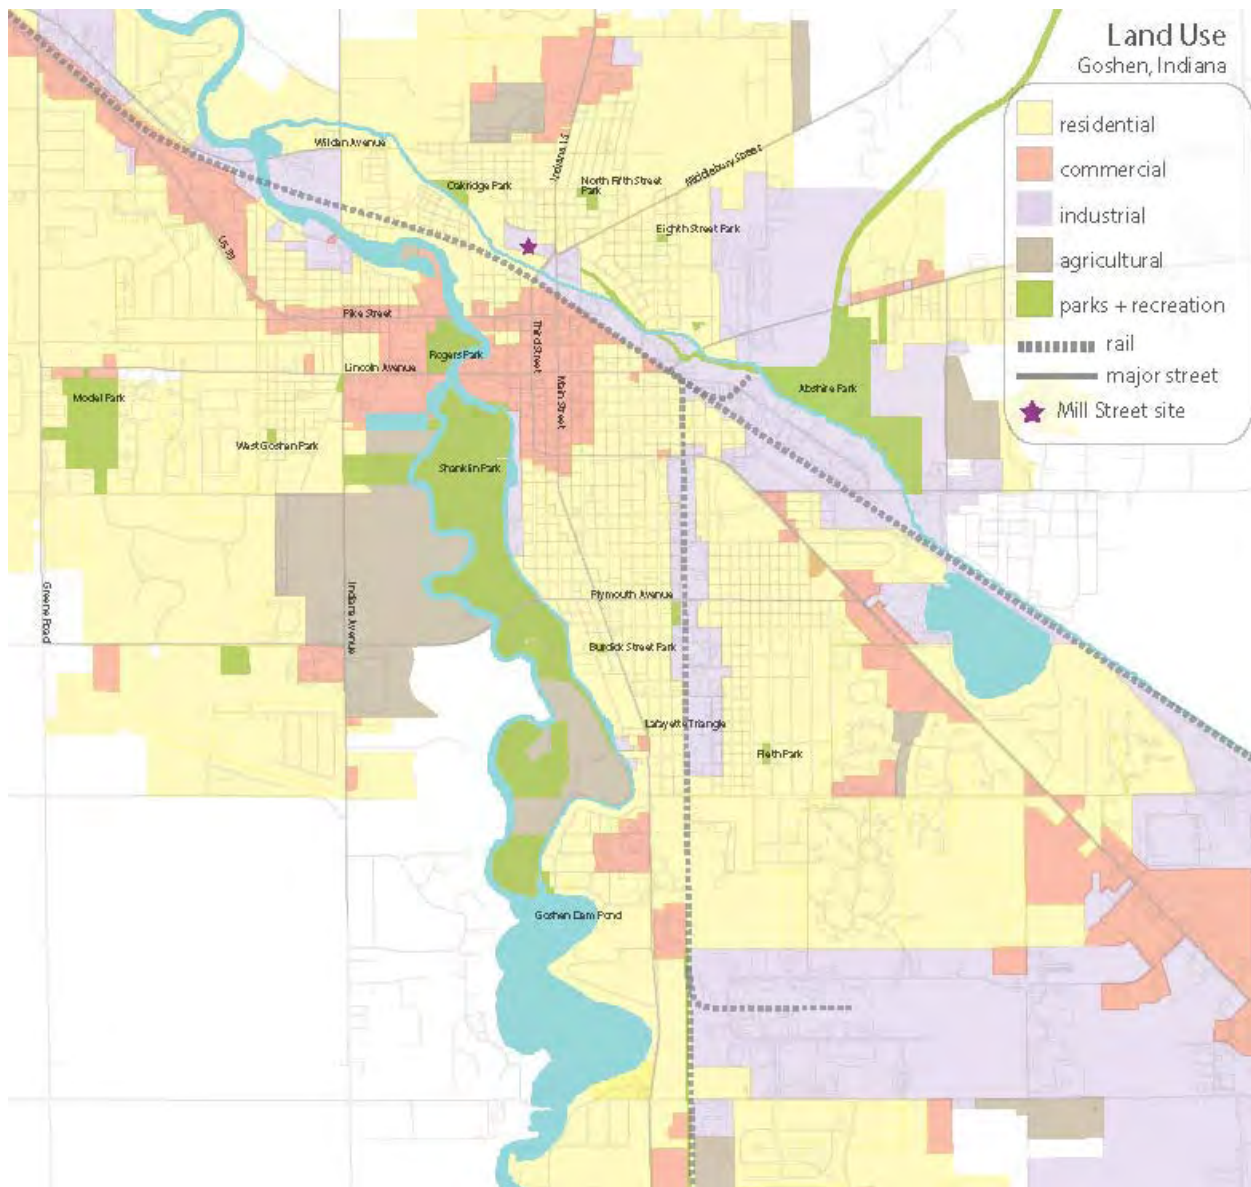 Land Use
Goshen, Indiana
residential
commercial
industrial
agricultural
parks + recreation
rail
major street
Mill Street site
Wilden Avenue
Indiana 15
Middlebury Street
Oakridge Park
North Fifth Street
Park
Eighth Street Park
US 33
Pike Street
Third Street
Rogers Park
Lincoln Avenue
Main Street
Abshire Park
Model Park
West Goshen Park
Shanklin Park
Greene Road
Indiana Avenue
Plymouth Avenue
Burdick Street Park
Lafayette Triangle
Rieth Park
Goshen Dam Pond